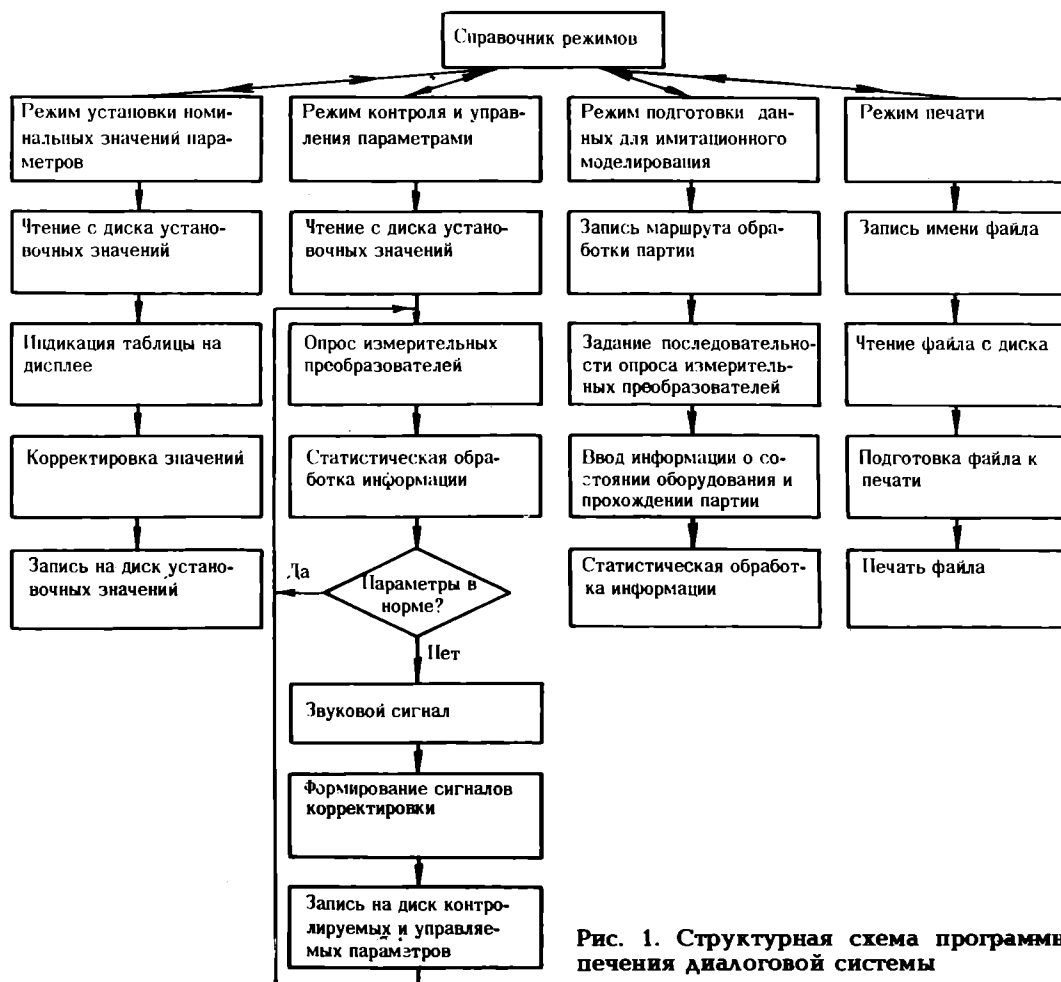 Справочник режимов
Режим установки номи-
нальных значений пара-
метров
Режим контроля и управ-
ления параметрами
Режим подготовки дан-
ных для имитационного
моделирования
Режим печати
Чтение с диска устано-
вочных значений
Чтение с диска устано-
вочных значений
Запись маршрута обра-
ботки партии
Запись имени файла
Индикация таблицы на
дисплее
Опрос измерительных
преобразователей
Задание последовательно-
сти опроса измеритель-
ных преобразователей
Чтение файла с диска
Корректировка значений
Статистическая обра-
ботка информации
Ввод информации о со-
стоянии оборудования и
прохождении партии
Подготовка файла к
печати
Запись на диск устано-
вочных значений
Да
Параметры в
норме?
Статистическая обработ-
ка информации
Печать файла
Нет
Звуковой сигнал
Формирование сигналов
корректировки
Запись на диск контро-
лируемых и управляе-
мых параметров
Рис. 1. Структурная схема программн
печения диалоговой системы